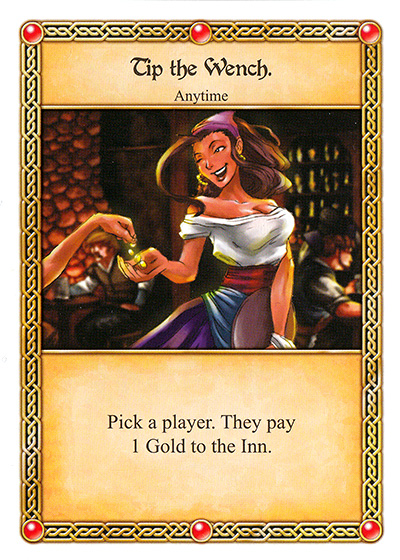 Tip the Wench.
Anytime
Pick a player. They pay
1 Gold to the Inn.